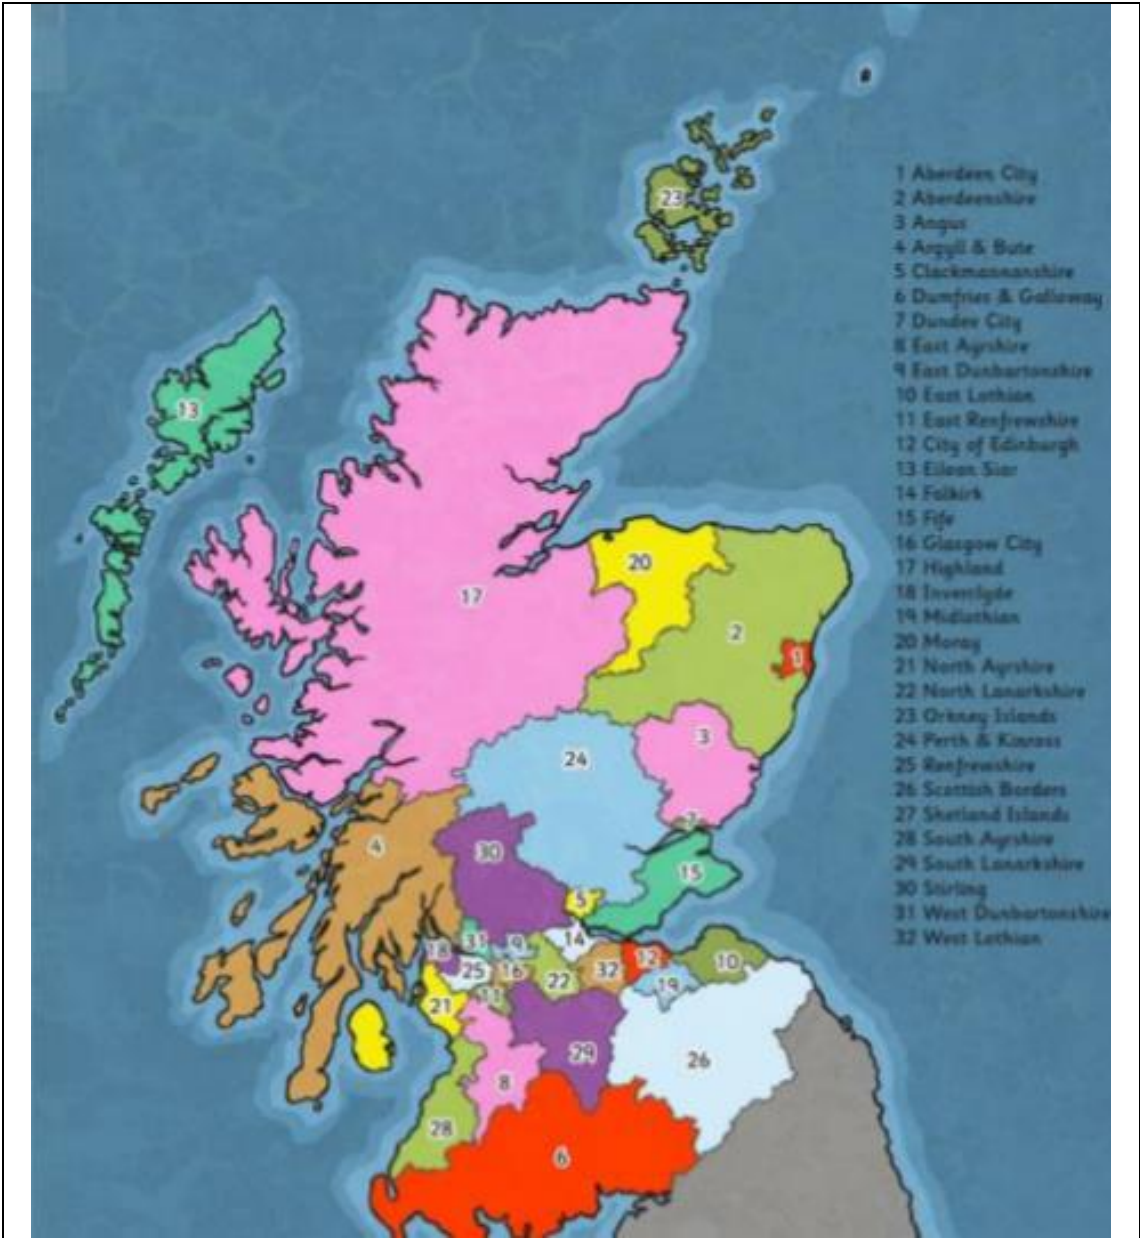 23
13
20
17
2
1
3
24
7
4
30
15
5
14
31
9
18
12
10
25
16
22
32
19
11
21
29
26
8
28
6
1 Aberdeen City
2 Aberdeenshire
3 Angus
4 Argyll & Bute
5 Clackmannanshire
6 Dumfries & Galloway
7 Dundee City
8 East Ayrshire
9 East Dunbartonshire
10 East Lothian
11 East Renfrewshire
12 City of Edinburgh
13 Eilean Siar
14 Falkirk
15 Fife
16 Glasgow City
17 Highland
18 Inverclyde
19 Midlothian
20 Moray
21 North Ayrshire
22 North Lanarkshire
23 Orkney Islands
24 Perth & Kinross
25 Renfrewshire
26 Scottish Borders
27 Shetland Islands
28 South Ayrshire
29 South Lanarkshire
30 Stirling
31 West Dunbartonshire
32 West Lothian